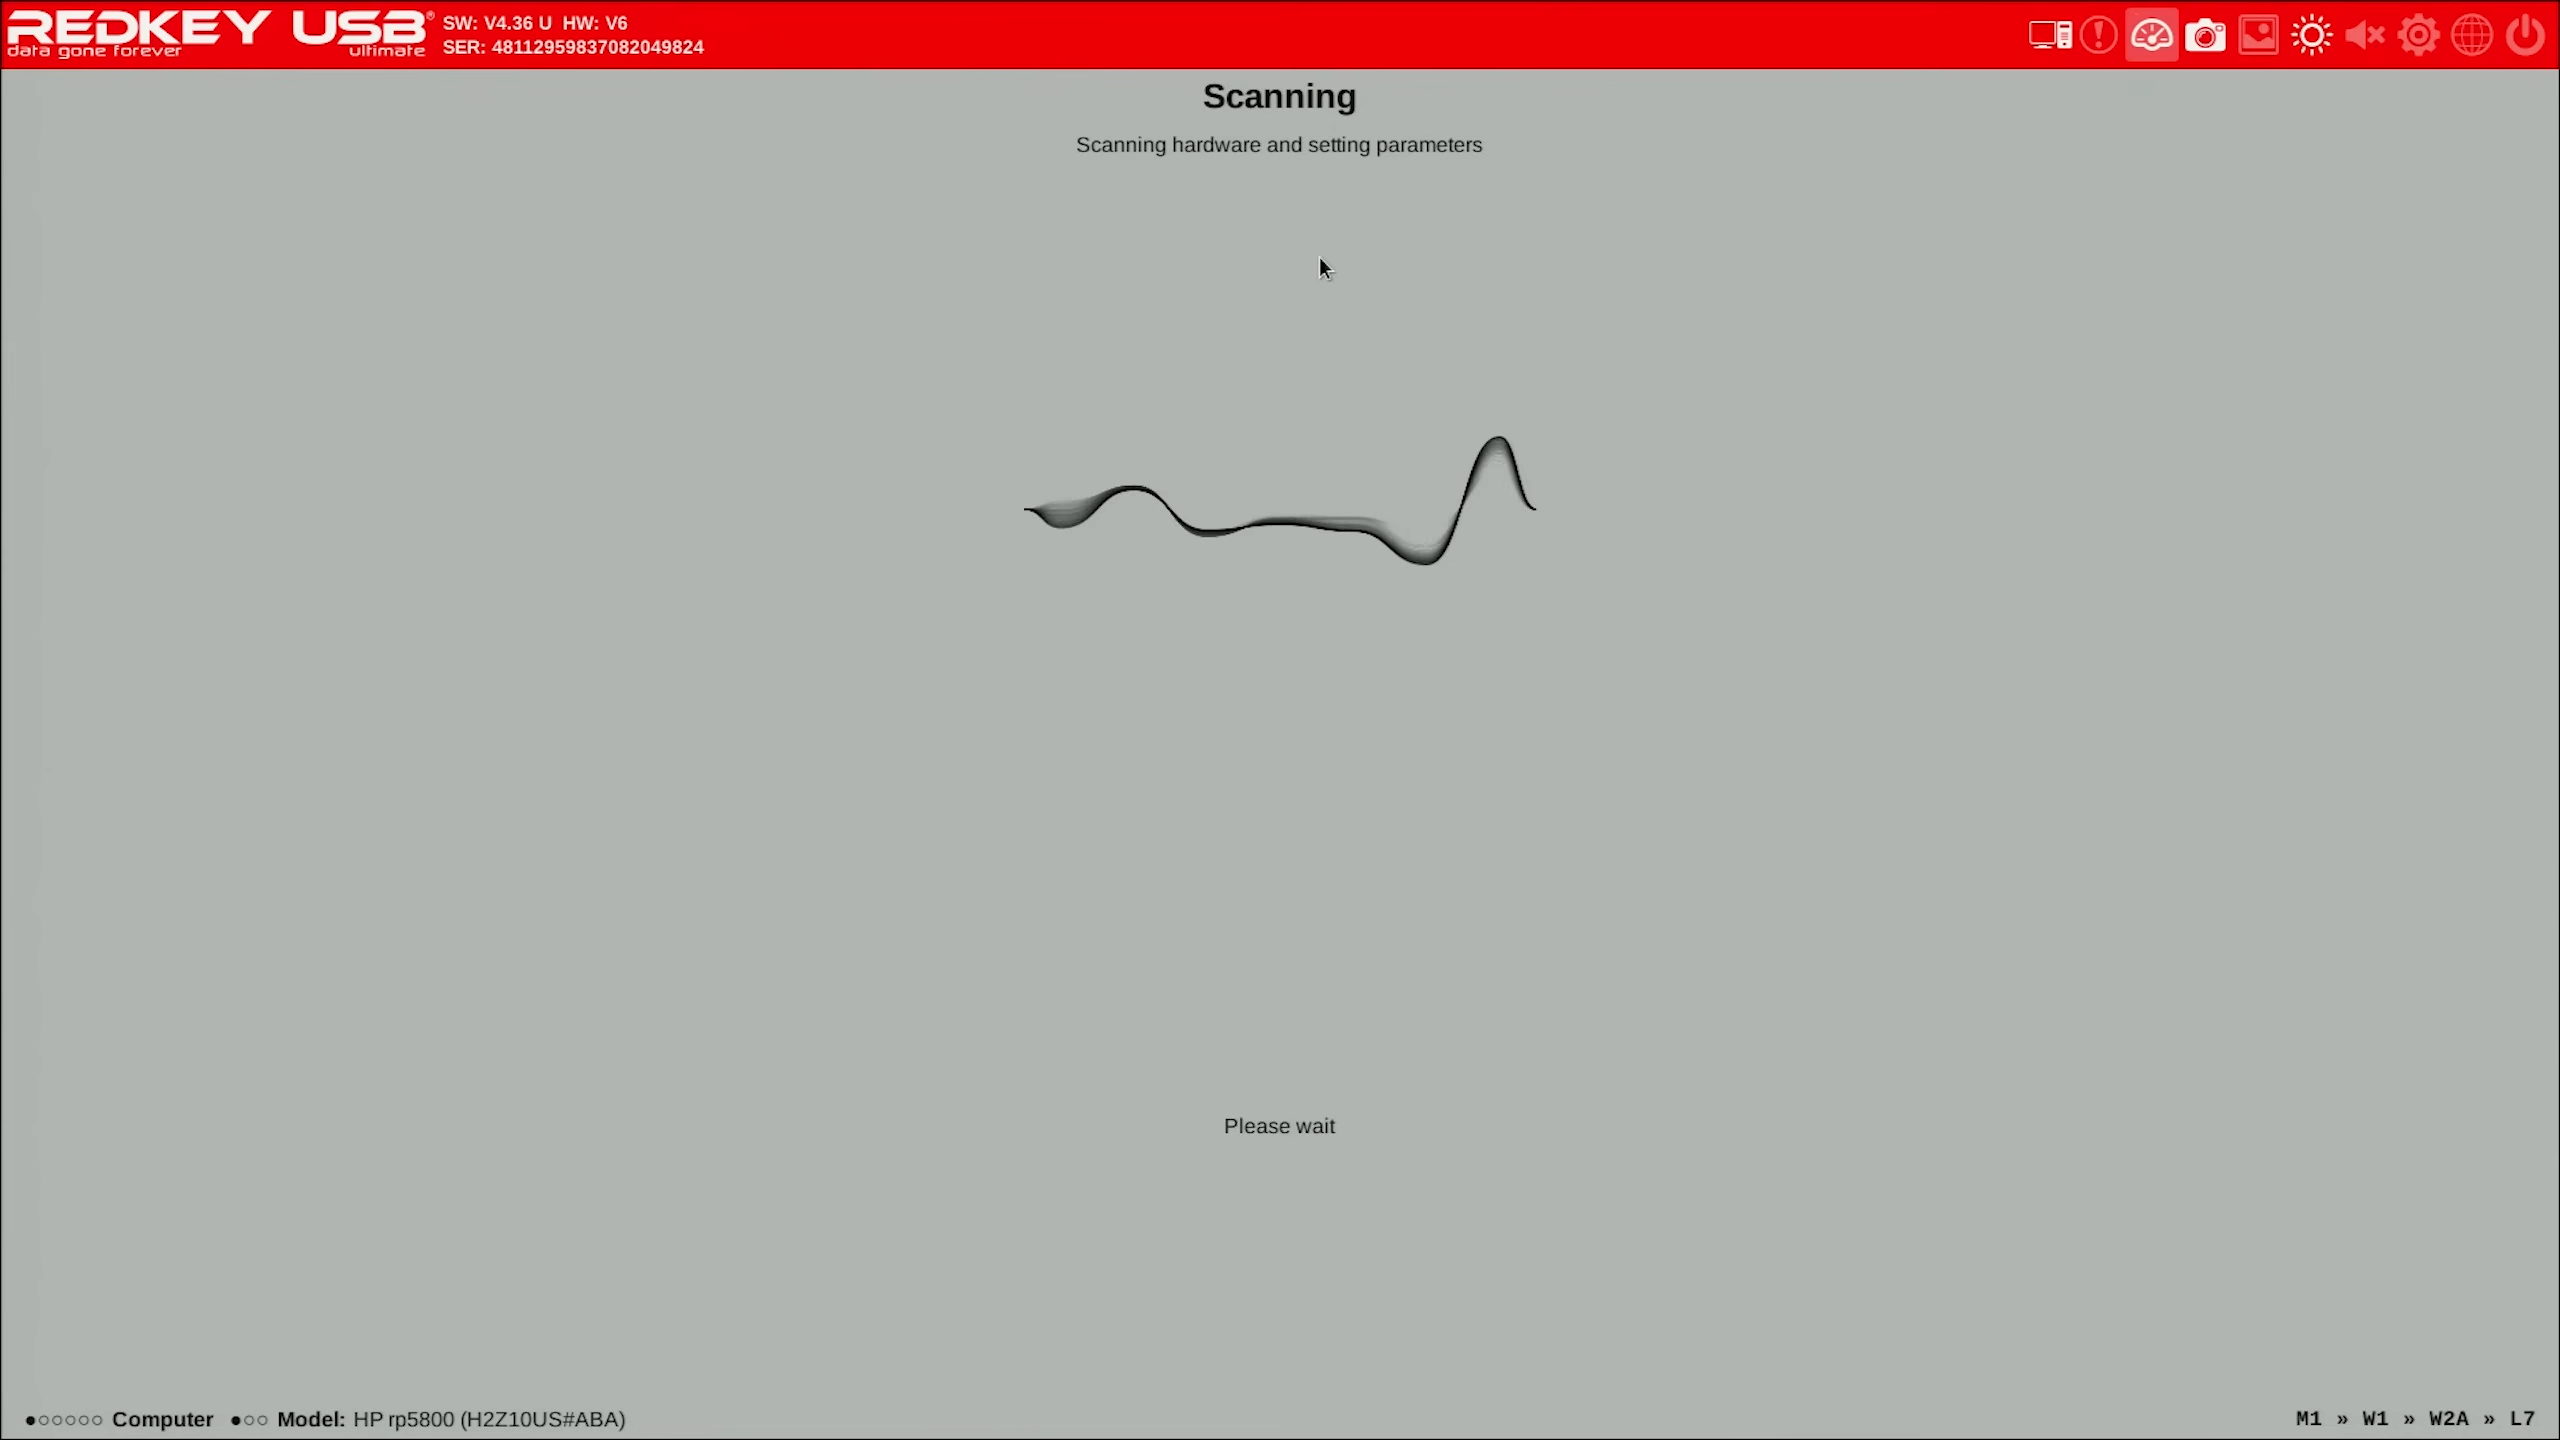 REDKEY USB®
data gone forever ultimate
SW: V4.36 U HW: V6
SER: 48112959837082049824
Scanning
Scanning hardware and setting parameters
Please wait
●○○○○○ Computer ●○○ Model: HP rp5800 (H2Z10US#ABA)
M1 » W1 » W2A » L7